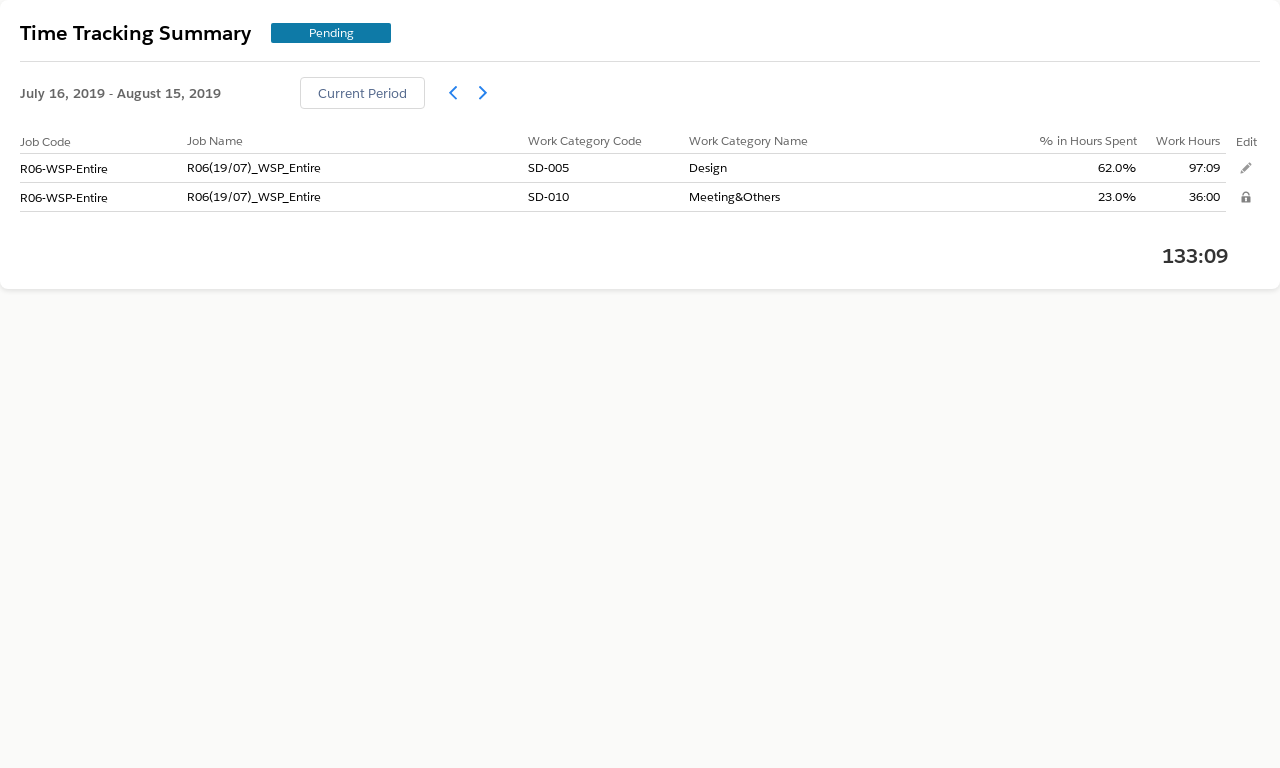 Time Tracking Summary Pending
July 16, 2019 - August 15, 2019 Current Period
Job Code Job Name Work Category Code Work Category Name % in Hours Spent Work Hours Edit
R06-WSP-Entire R06(19/07)_WSP_Entire SD-005 Design 62.0% 97:09
R06-WSP-Entire R06(19/07)_WSP_Entire SD-010 Meeting&Others 23.0% 36:00
133:09